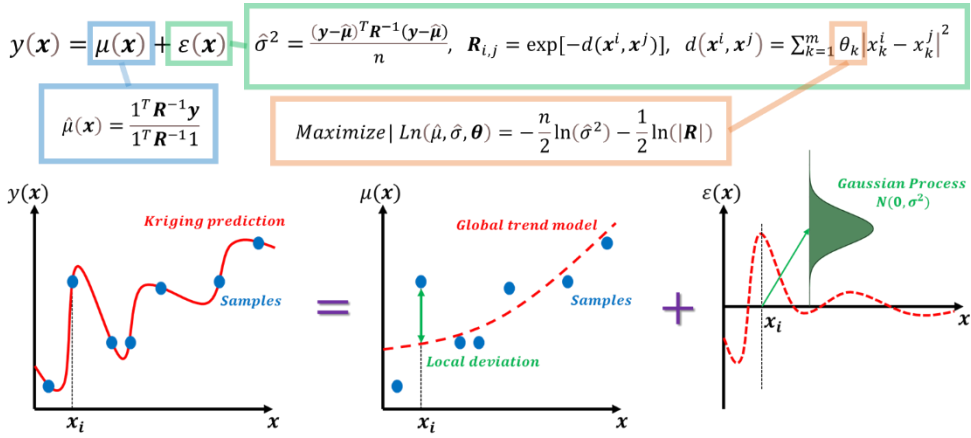 y(𝒙) = μ(𝒙) + ε(𝒙)
σ̂² = (𝒚−𝝁̂)ᵀ𝑹⁻¹(𝒚−𝝁̂) / n, 𝑹ᵢ,ⱼ = exp[−d(𝒙ⁱ, 𝒙ʲ)], d(𝒙ⁱ, 𝒙ʲ) = ∑ₖ₌₁ᵐ θₖ|xₖⁱ − xₖʲ|²
μ̂(𝒙) = 1ᵀ𝑹⁻¹𝒚 / 1ᵀ𝑹⁻¹1
Maximize| Ln(μ̂, σ̂, 𝜽) = −n/2 ln(σ̂²) − 1/2 ln(|𝑹|)
y(𝒙)
Kriging prediction
Samples
xᵢ
x
=
μ(𝒙)
Global trend model
Samples
Local deviation
xᵢ
x
+
ε(𝒙)
Gaussian Process
N(0, σ²)
xᵢ
x